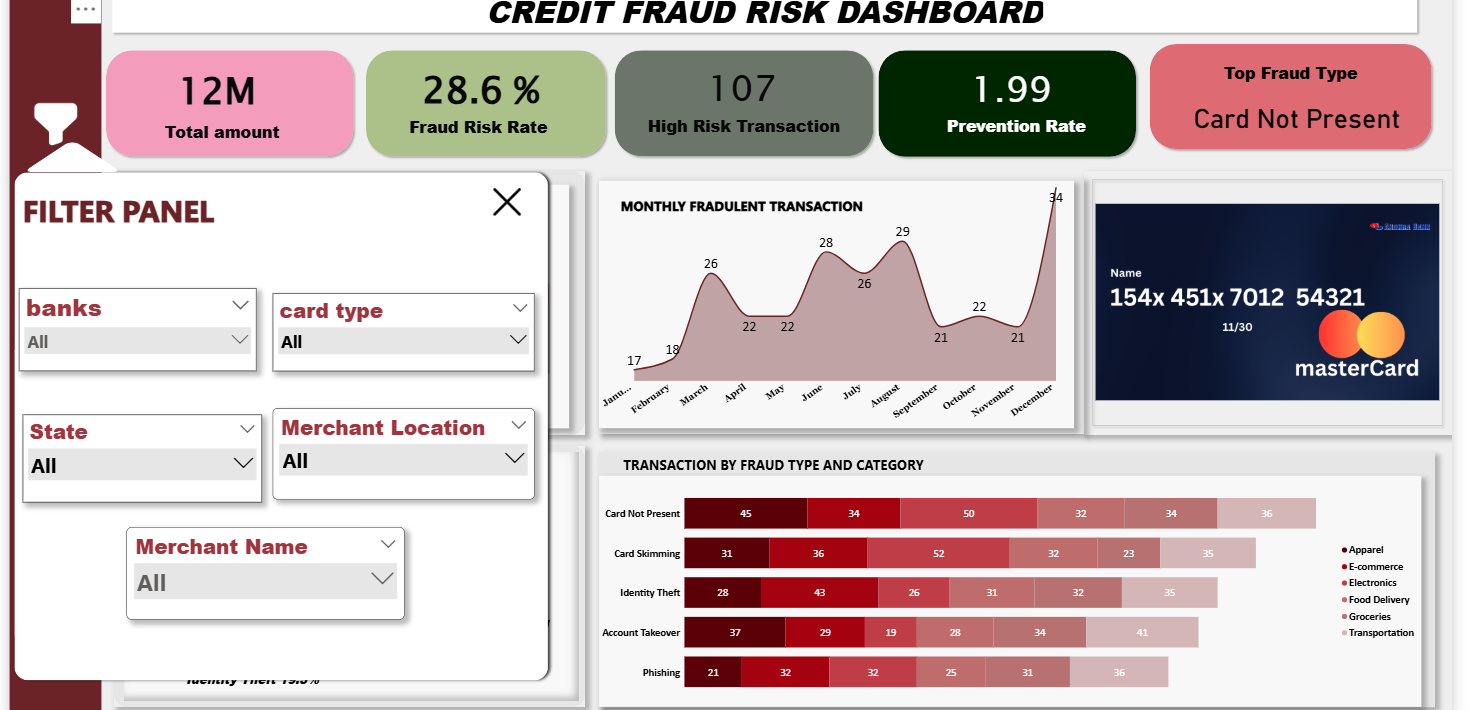 CREDIT FRAUD RISK DASHBOARD
12M
Total amount
28.6 %
Fraud Risk Rate
107
High Risk Transaction
1.99
Prevention Rate
Top Fraud Type
Card Not Present
FILTER PANEL
banks
All
card type
All
State
All
Merchant Location
All
Merchant Name
All
Identity Theft 19.5%
MONTHLY FRADULENT TRANSACTION
17
18
26
22
22
28
26
29
21
22
21
34
Janu...
February
March
April
May
June
July
August
September
October
November
December
Name
154x 451x 7012 54321
11/30
masterCard
TRANSACTION BY FRAUD TYPE AND CATEGORY
Card Not Present 45 34 50 32 34 36
Card Skimming 31 36 52 32 23 35
Identity Theft 28 43 26 31 32 35
Account Takeover 37 29 19 28 34 41
Phishing 21 32 32 25 31 36
Apparel
E-commerce
Electronics
Food Delivery
Groceries
Transportation